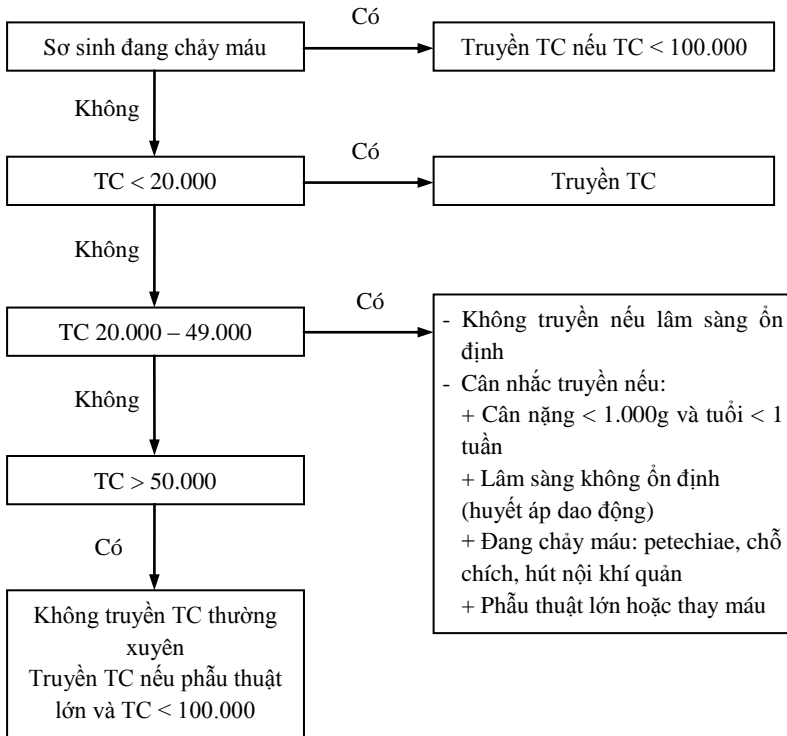 Có
Sơ sinh đang chảy máu
Truyền TC nếu TC < 100.000
Không
Có
TC < 20.000
Truyền TC
Không
Có
TC 20.000 – 49.000
- Không truyền nếu lâm sàng ổn
định
- Cân nhắc truyền nếu:
+ Cân nặng < 1.000g và tuổi < 1
tuần
+ Lâm sàng không ổn định
(huyết áp dao động)
+ Đang chảy máu: petechiae, chỗ
chích, hút nội khí quản
+ Phẫu thuật lớn hoặc thay máu
Không
TC > 50.000
Có
Không truyền TC thường
xuyên
Truyền TC nếu phẫu thuật
lớn và TC < 100.000